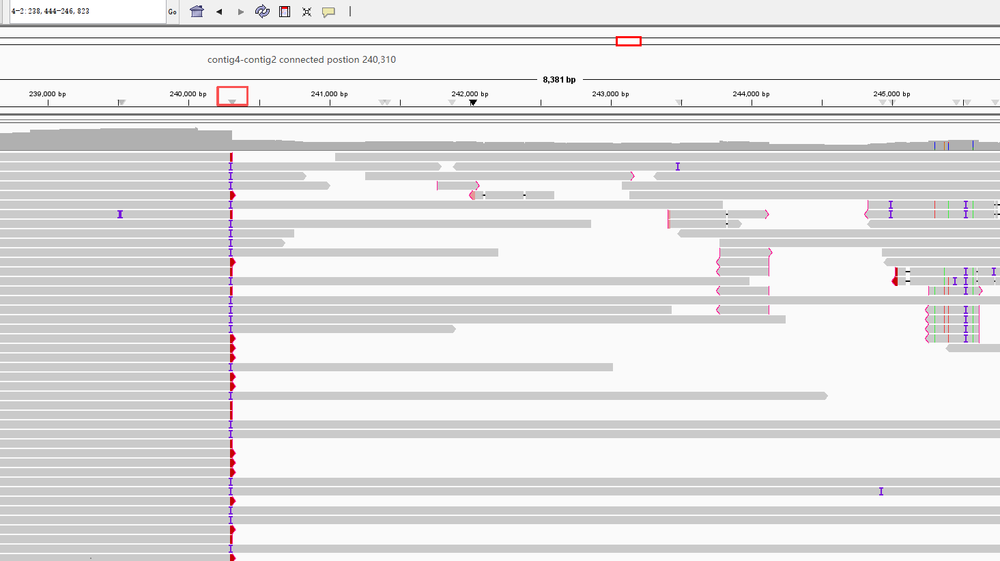 4-2:238,444-246,823 Go
contig4-contig2 connected postion 240,310
8,381 bp
239,000 bp 240,000 bp 241,000 bp 242,000 bp 243,000 bp 244,000 bp 245,000 bp